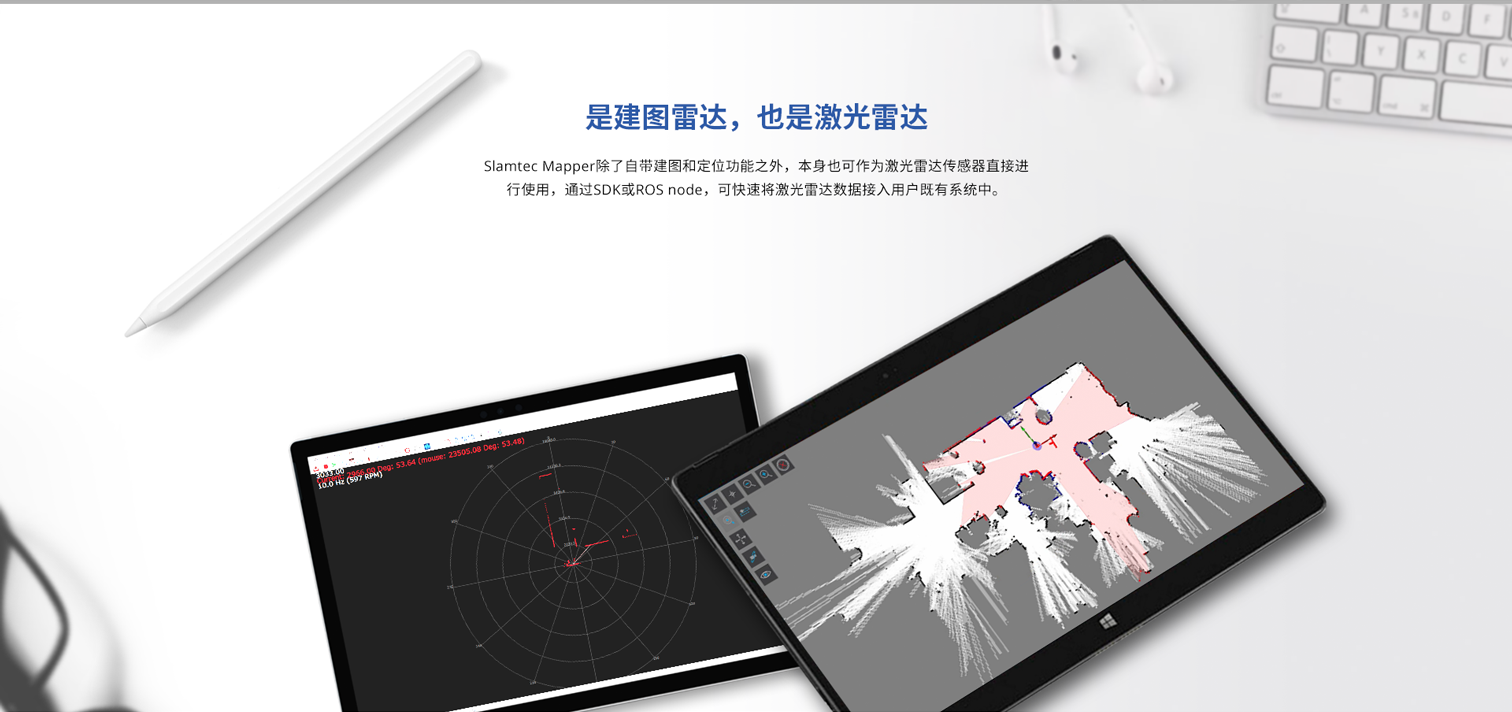 是建图雷达，也是激光雷达
Slamtec Mapper除了自带建图和定位功能之外，本身也可作为激光雷达传感器直接进
行使用，通过SDK或ROS node，可快速将激光雷达数据接入用户既有系统中。
A
D
F
Y
X
C
V
cmd
Deg: 53.64 (mouse: 23505.08 Deg: 53.48)
10.0 Hz (597 RPM)